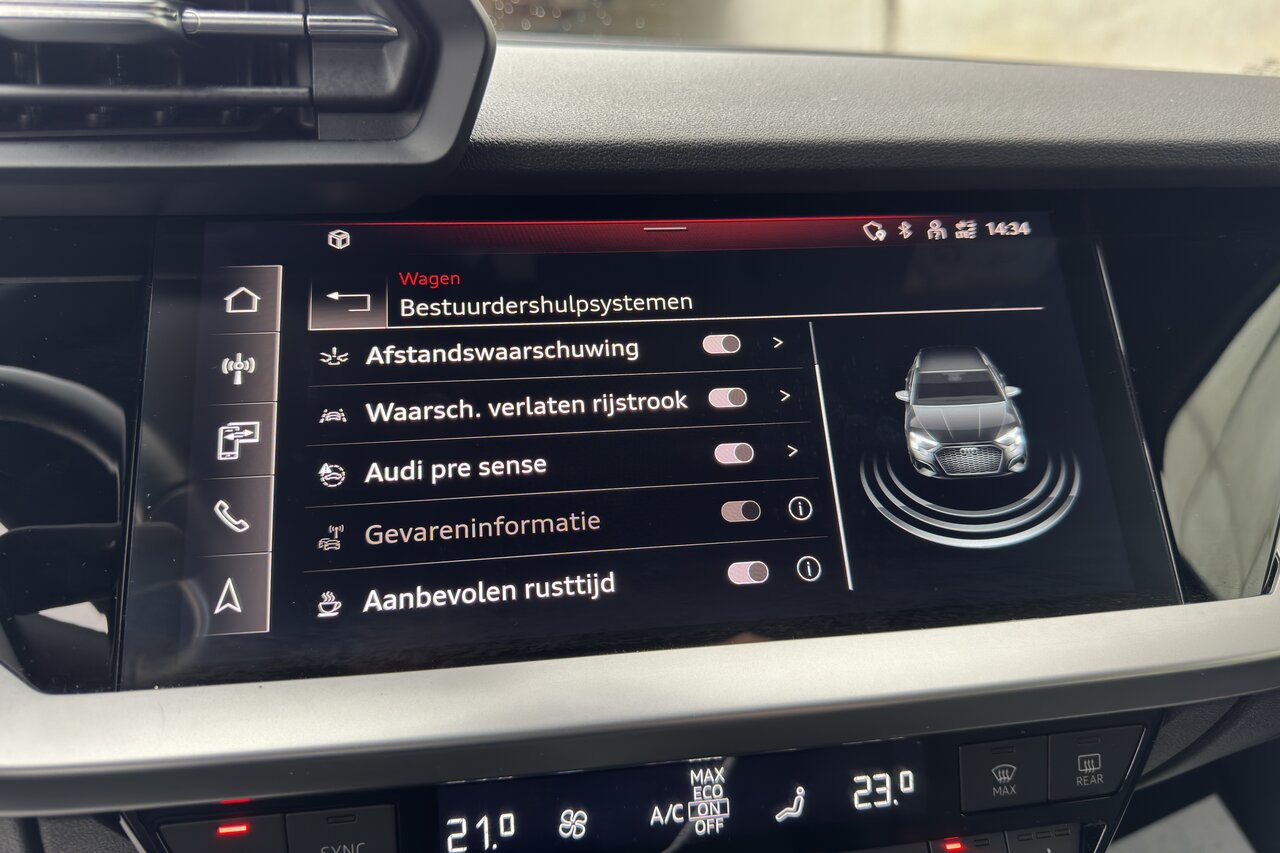 14:34
Wagen
Bestuurdershulpsystemen
Afstandswaarschuwing
Waarsch. verlaten rijstrook
Audi pre sense
Gevareninformatie
Aanbevolen rusttijd
MAX
ECO
A/C ON
OFF
21.0
23.0
MAX
REAR
SYNC